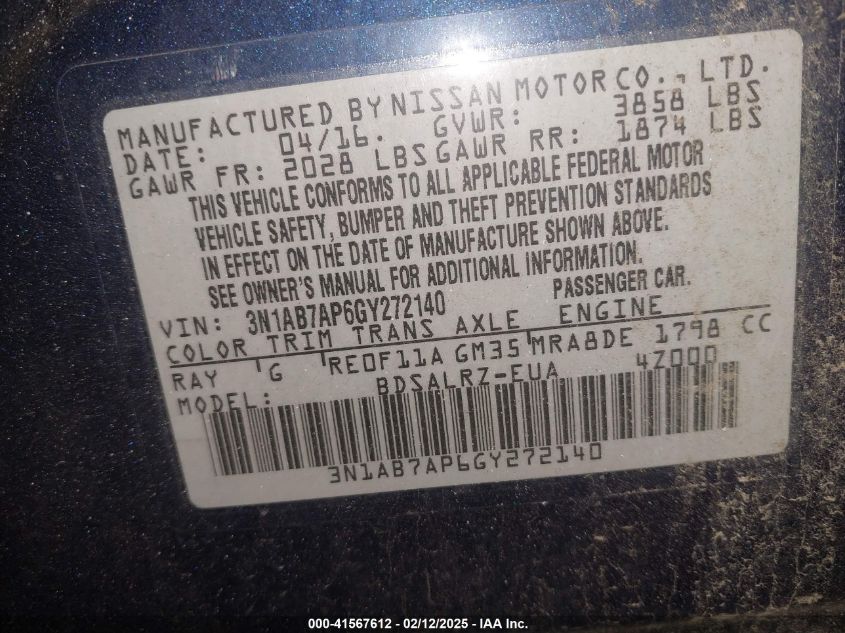 MANUFACTURED BY NISSAN MOTOR CO., LTD.
DATE: 04/16. GVWR: 3858 LBS
GAWR FR: 2028 LBS GAWR RR: 1874 LBS
THIS VEHICLE CONFORMS TO ALL APPLICABLE FEDERAL MOTOR
VEHICLE SAFETY, BUMPER AND THEFT PREVENTION STANDARDS
IN EFFECT ON THE DATE OF MANUFACTURE SHOWN ABOVE.
SEE OWNER'S MANUAL FOR ADDITIONAL INFORMATION.
VIN: 3N1AB7AP6GY272140 PASSENGER CAR.
COLOR TRIM TRANS AXLE ENGINE
RAY G RE0F11A GM35 MRA8DE 1798 CC
MODEL: BDSALRZ-EUA 4Z000
3N1AB7AP6GY272140
000-41567612 - 02/12/2025 - IAA Inc.